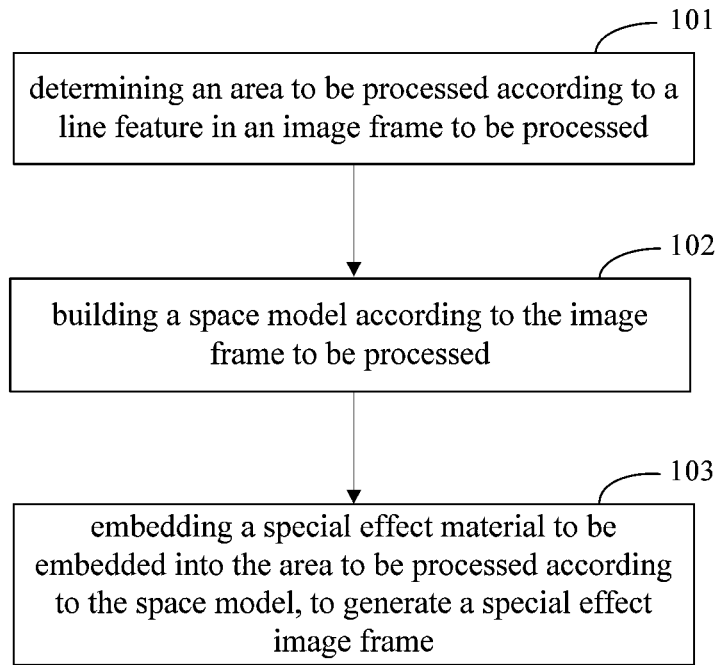 101
determining an area to be processed according to a
line feature in an image frame to be processed
102
building a space model according to the image
frame to be processed
103
embedding a special effect material to be
embedded into the area to be processed according
to the space model, to generate a special effect
image frame